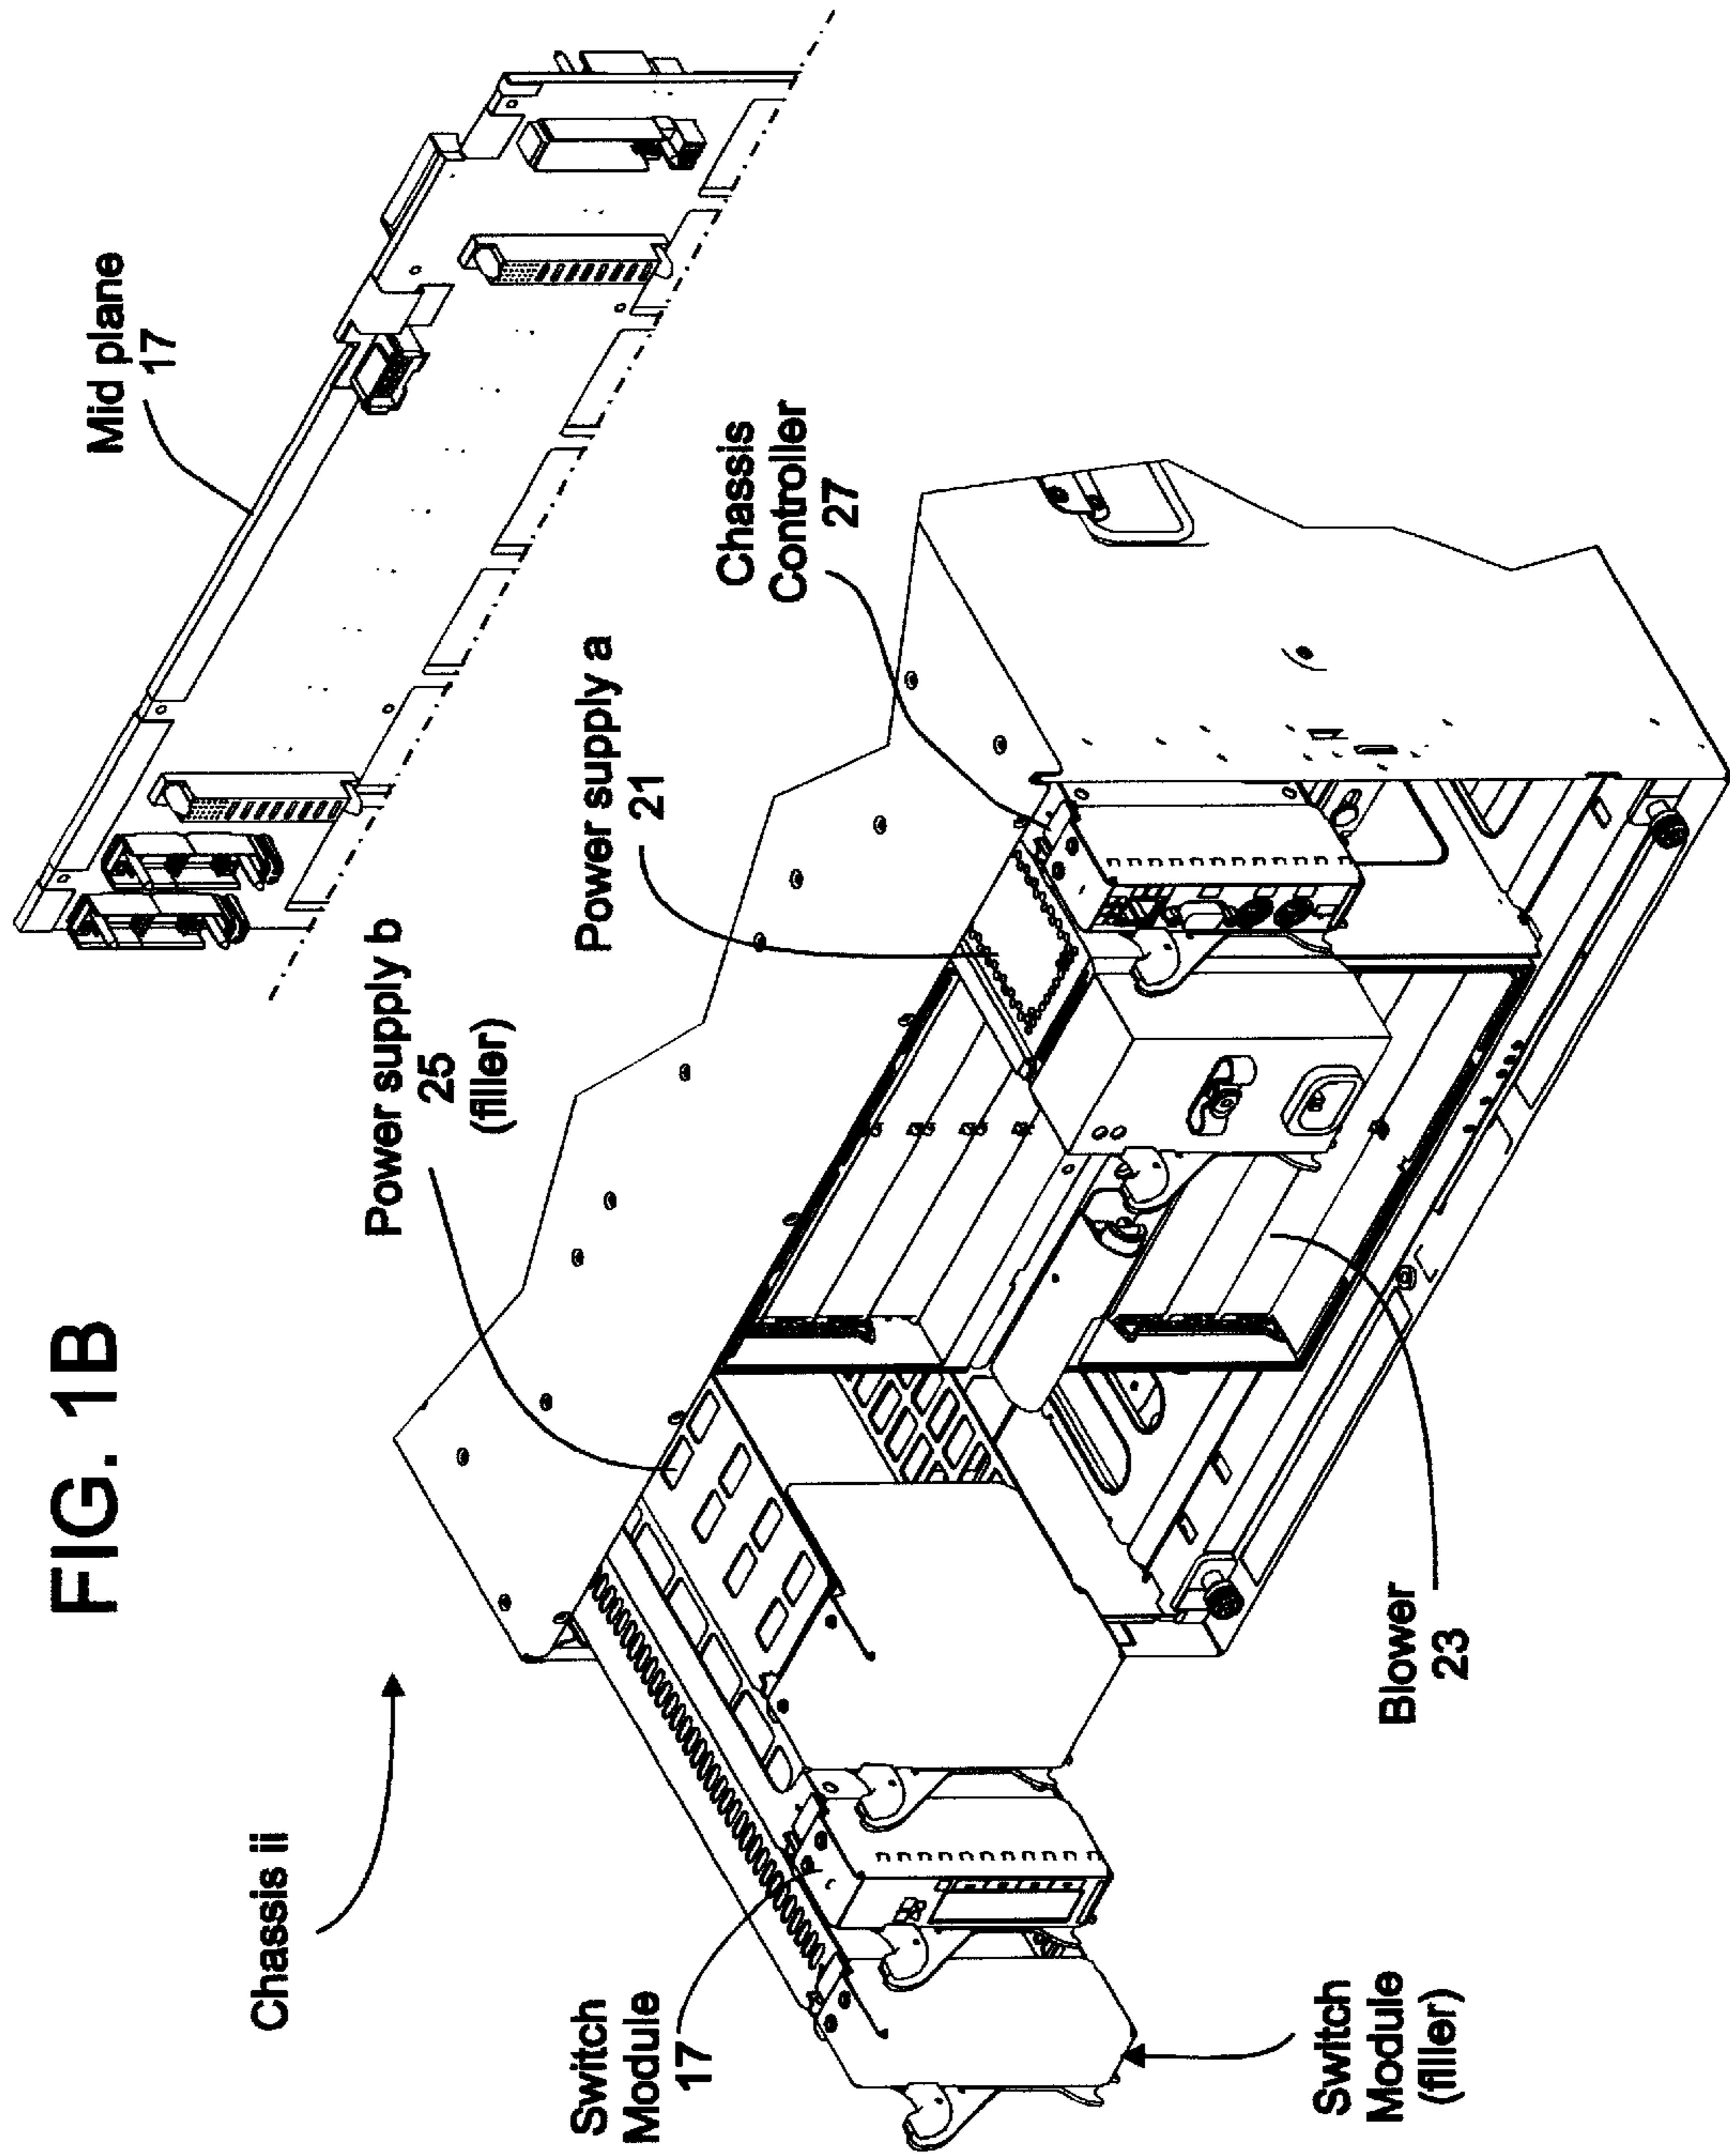 FIG. 1B
Mid plane
17
Chassis
Controller
27
Power supply a
21
Power supply b
25
(filler)
Chassis ii
Switch
Module
17
Blower
23
Switch
Module
(filler)